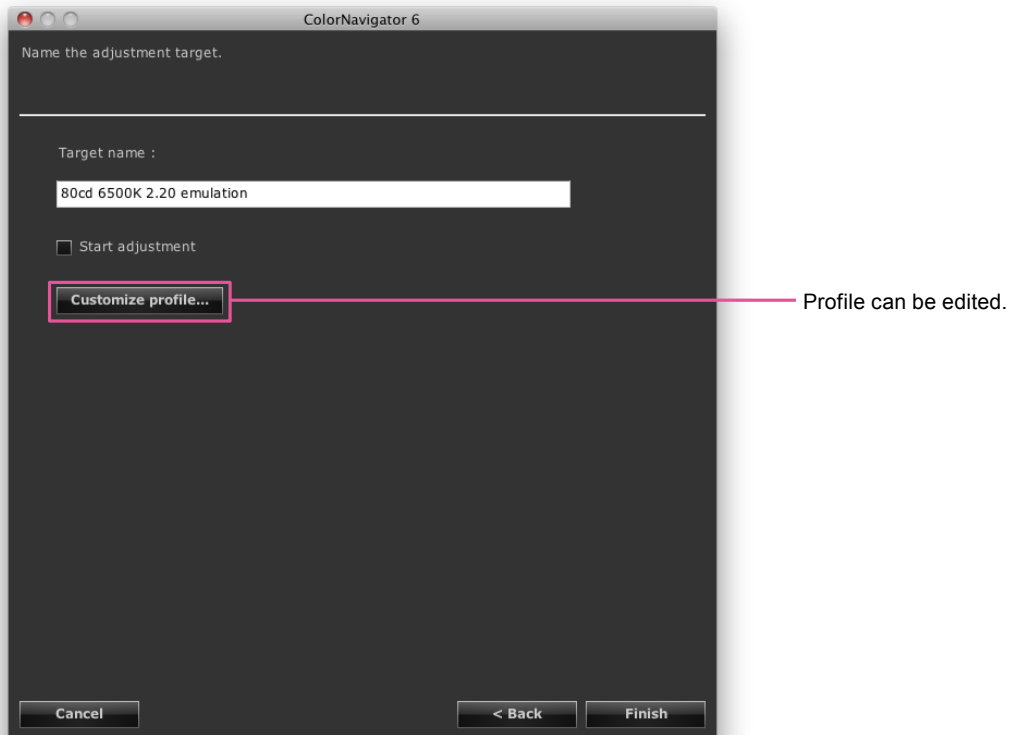 ColorNavigator 6
Name the adjustment target.
Target name :
80cd 6500K 2.20 emulation
Start adjustment
Customize profile...
Profile can be edited.
Cancel
< Back
Finish